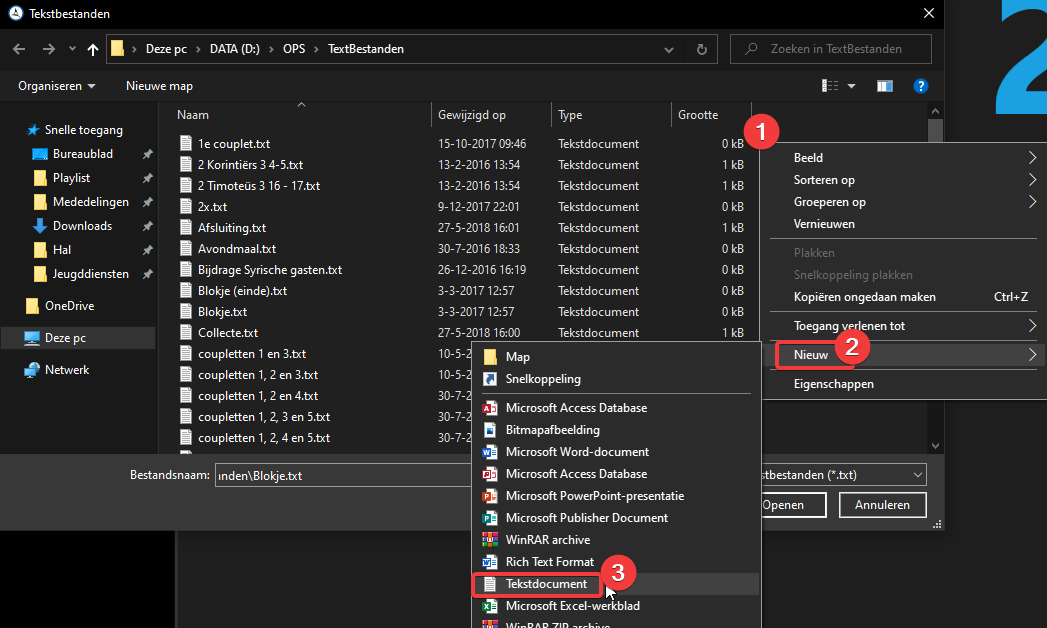 Tekstbestanden
2
Deze pc DATA (D:) OPS TextBestanden
Zoeken in TextBestanden
Organiseren Nieuwe map ?
Naam Gewijzigd op Type Grootte
Snelle toegang
Bureaublad
Playlist
Mededelingen
Downloads
Hal
Jeugddiensten
OneDrive
Deze pc
Netwerk
1e couplet.txt 15-10-2017 09:46 Tekstdocument 0 kB
2 Korintiërs 3 4-5.txt 13-2-2016 13:54 Tekstdocument 1 kB
2 Timoteüs 3 16 - 17.txt 13-2-2016 13:54 Tekstdocument 1 kB
2x.txt 9-12-2017 22:01 Tekstdocument 0 kB
Afsluiting.txt 27-5-2018 16:01 Tekstdocument 1 kB
Avondmaal.txt 30-7-2016 18:33 Tekstdocument 0 kB
Bijdrage Syrische gasten.txt 26-12-2016 16:19 Tekstdocument 0 kB
Blokje (einde).txt 3-3-2017 12:57 Tekstdocument 0 kB
Blokje.txt 3-3-2017 12:57 Tekstdocument 0 kB
Collecte.txt 27-5-2018 16:00 Tekstdocument 1 kB
coupletten 1 en 3.txt 10-5-2
coupletten 1, 2 en 3.txt 10-5-2
coupletten 1, 2 en 4.txt 30-7-2
coupletten 1, 2, 3 en 5.txt 30-7-2
coupletten 1, 2, 4 en 5.txt 30-7-2
1
Beeld
Sorteren op
Groeperen op
Vernieuwen
Plakken
Snelkoppeling plakken
Kopiëren ongedaan maken Ctrl+Z
Toegang verlenen tot
Nieuw 2
Eigenschappen
Map
Snelkoppeling
Microsoft Access Database
Bitmapafbeelding
Microsoft Word-document
Microsoft Access Database
Microsoft PowerPoint-presentatie
Microsoft Publisher Document
WinRAR archive
Rich Text Format
Tekstdocument 3
Microsoft Excel-werkblad
WinRAR ZIP archive
Bestandsnaam: inden\Blokje.txt
stbestanden (*.txt)
Openen Annuleren